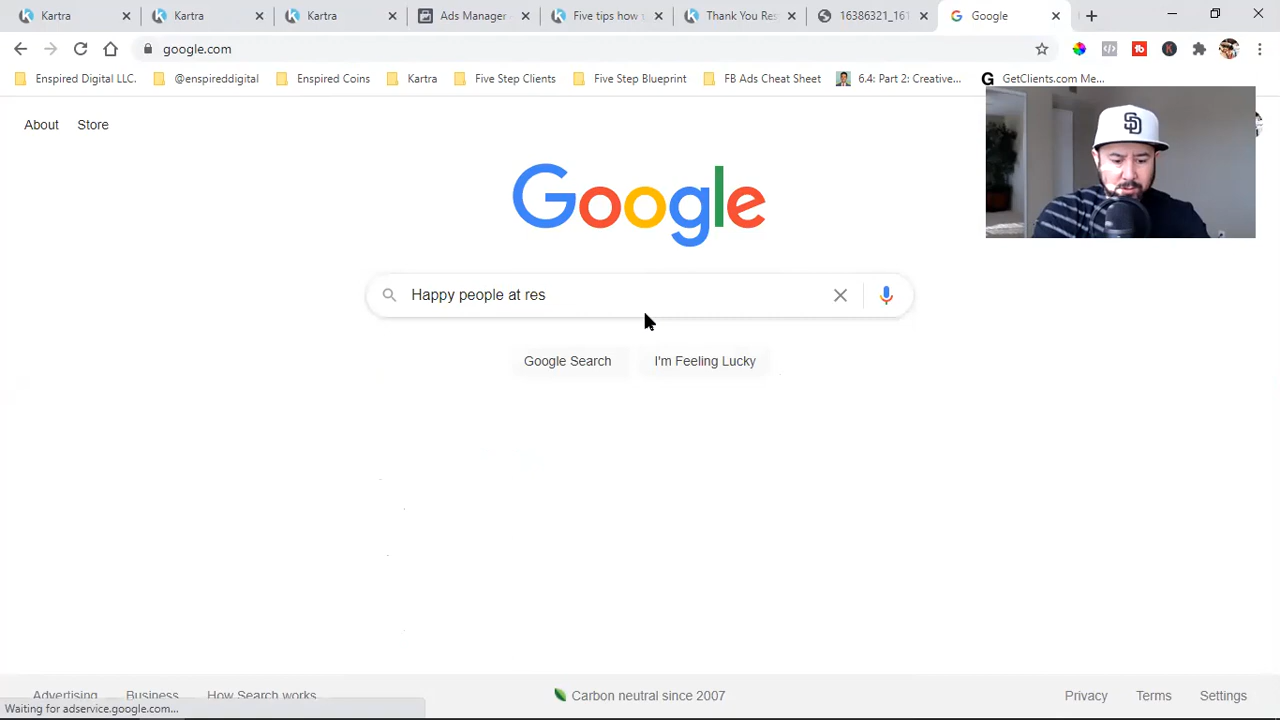 Kartra
Kartra
Kartra
Ads Manager -
Five tips how
Thank You Res
16386321_161
Google
google.com
Enspired Digital LLC.
@enspireddigital
Enspired Coins
Kartra
Five Step Clients
Five Step Blueprint
FB Ads Cheat Sheet
6.4: Part 2: Creative...
GetClients.com Me...
About
Store
SD
Google
Happy people at res
Google Search
I'm Feeling Lucky
Advertising
Business
How Search works
Carbon neutral since 2007
Privacy
Terms
Settings
Waiting for adservice.google.com...